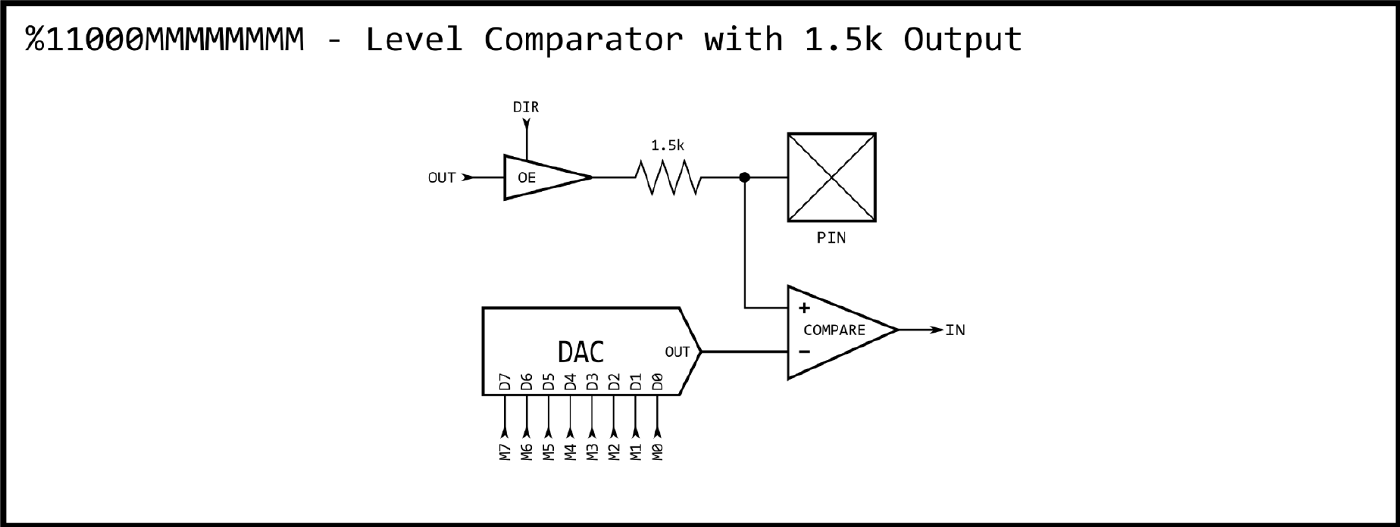 %11000MMMMMMMM - Level Comparator with 1.5k Output
DIR
1.5k
OUT
OE
PIN
+
COMPARE
IN
−
DAC
OUT
D7 D6 D5 D4 D3 D2 D1 D0
M7 M6 M5 M4 M3 M2 M1 M0